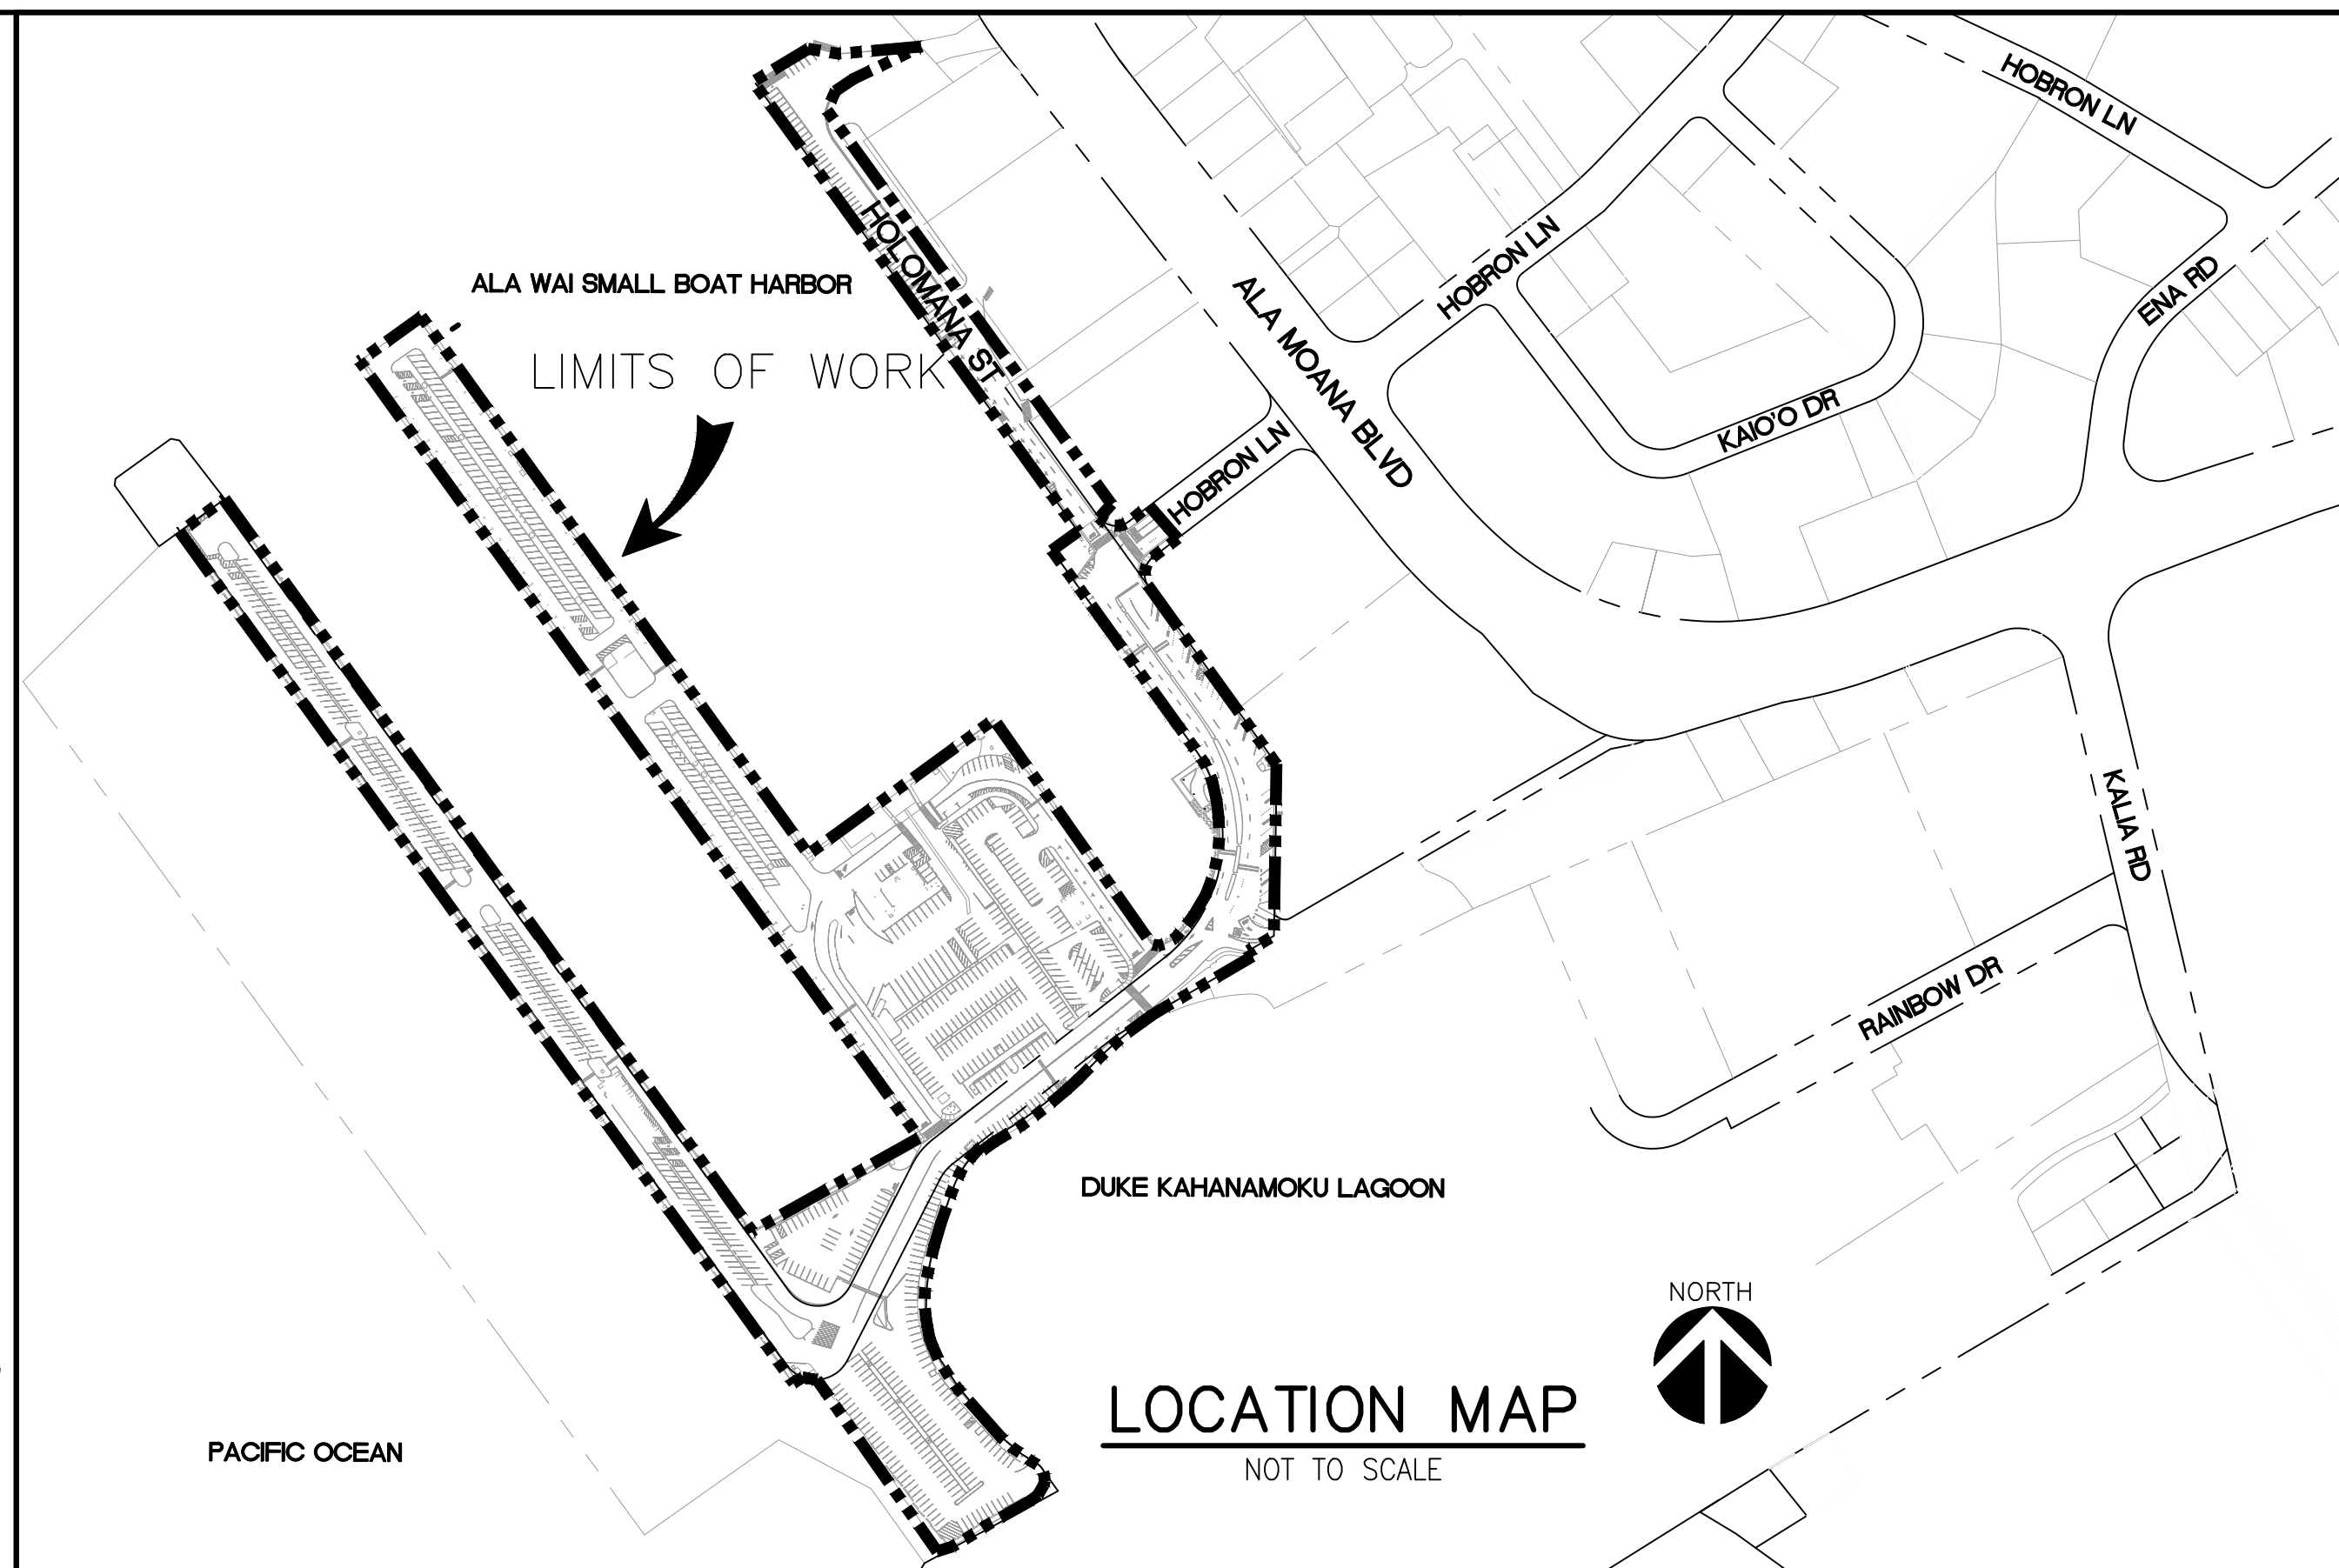 HOBRON LN
HOLOMANA ST
ALA WAI SMALL BOAT HARBOR
LIMITS OF WORK
ALA MOANA BLVD
HOBRON LN
ENA RD
KAIO'O DR
HOBRON LN
KALIA RD
RAINBOW DR
DUKE KAHANAMOKU LAGOON
NORTH
LOCATION MAP
NOT TO SCALE
PACIFIC OCEAN